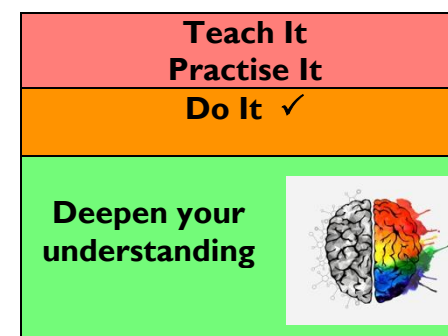 Teach It
Practise It
Do It ✓
Deepen your
understanding